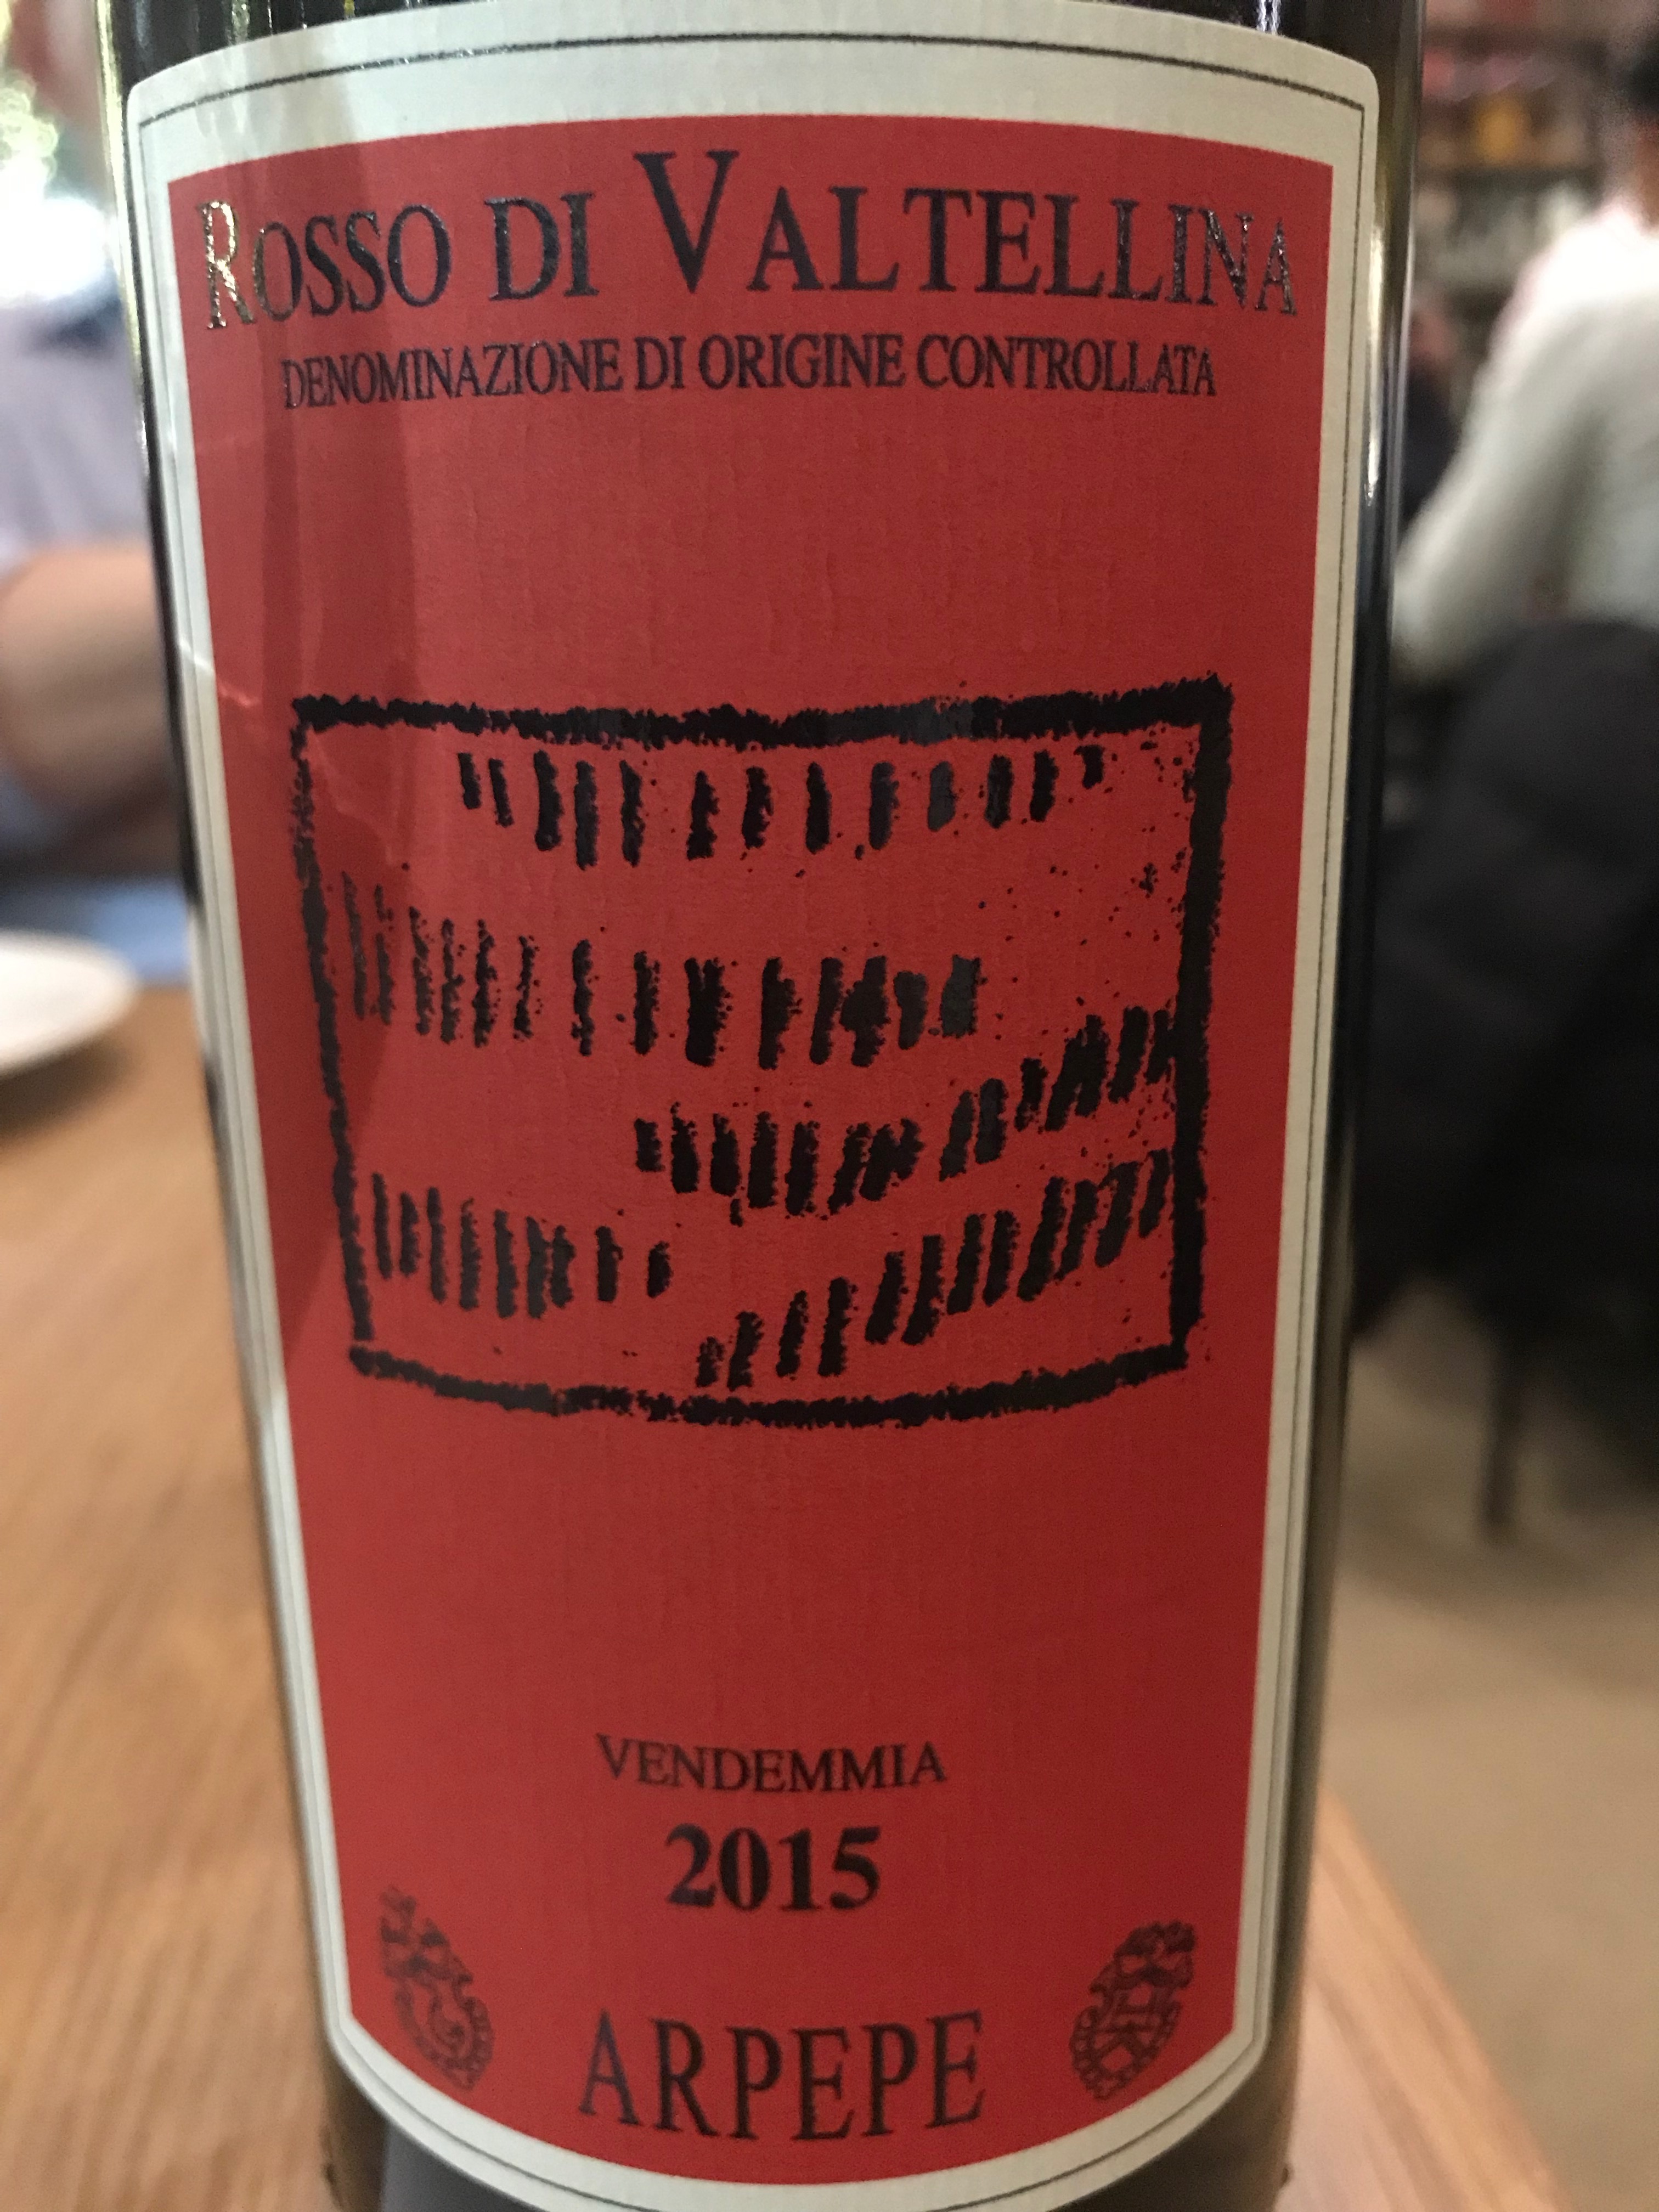 ROSSO DI VALTELLINA
DENOMINAZIONE DI ORIGINE CONTROLLATA
VENDEMMIA
2015
ARPEPE